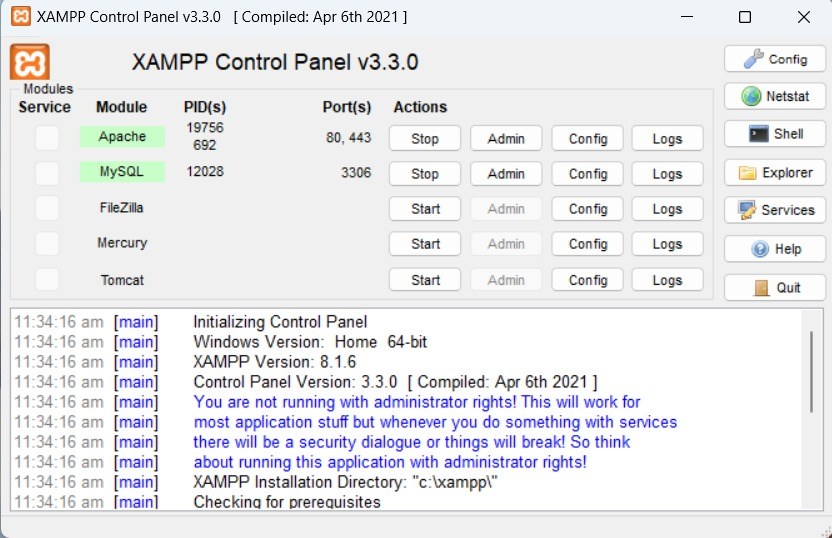 XAMPP Control Panel v3.3.0 [ Compiled: Apr 6th 2021 ]
XAMPP Control Panel v3.3.0
Config
Modules
Service Module PID(s) Port(s) Actions
Netstat
Apache 19756 692 80, 443 Stop Admin Config Logs
Shell
MySQL 12028 3306 Stop Admin Config Logs
Explorer
FileZilla Start Admin Config Logs
Services
Mercury Start Admin Config Logs
Help
Tomcat Start Admin Config Logs
Quit
11:34:16 am [main] Initializing Control Panel
11:34:16 am [main] Windows Version: Home 64-bit
11:34:16 am [main] XAMPP Version: 8.1.6
11:34:16 am [main] Control Panel Version: 3.3.0 [ Compiled: Apr 6th 2021 ]
11:34:16 am [main] You are not running with administrator rights! This will work for
11:34:16 am [main] most application stuff but whenever you do something with services
11:34:16 am [main] there will be a security dialogue or things will break! So think
11:34:16 am [main] about running this application with administrator rights!
11:34:16 am [main] XAMPP Installation Directory: "c:\xampp\"
11:34:16 am [main] Checking for prerequisites